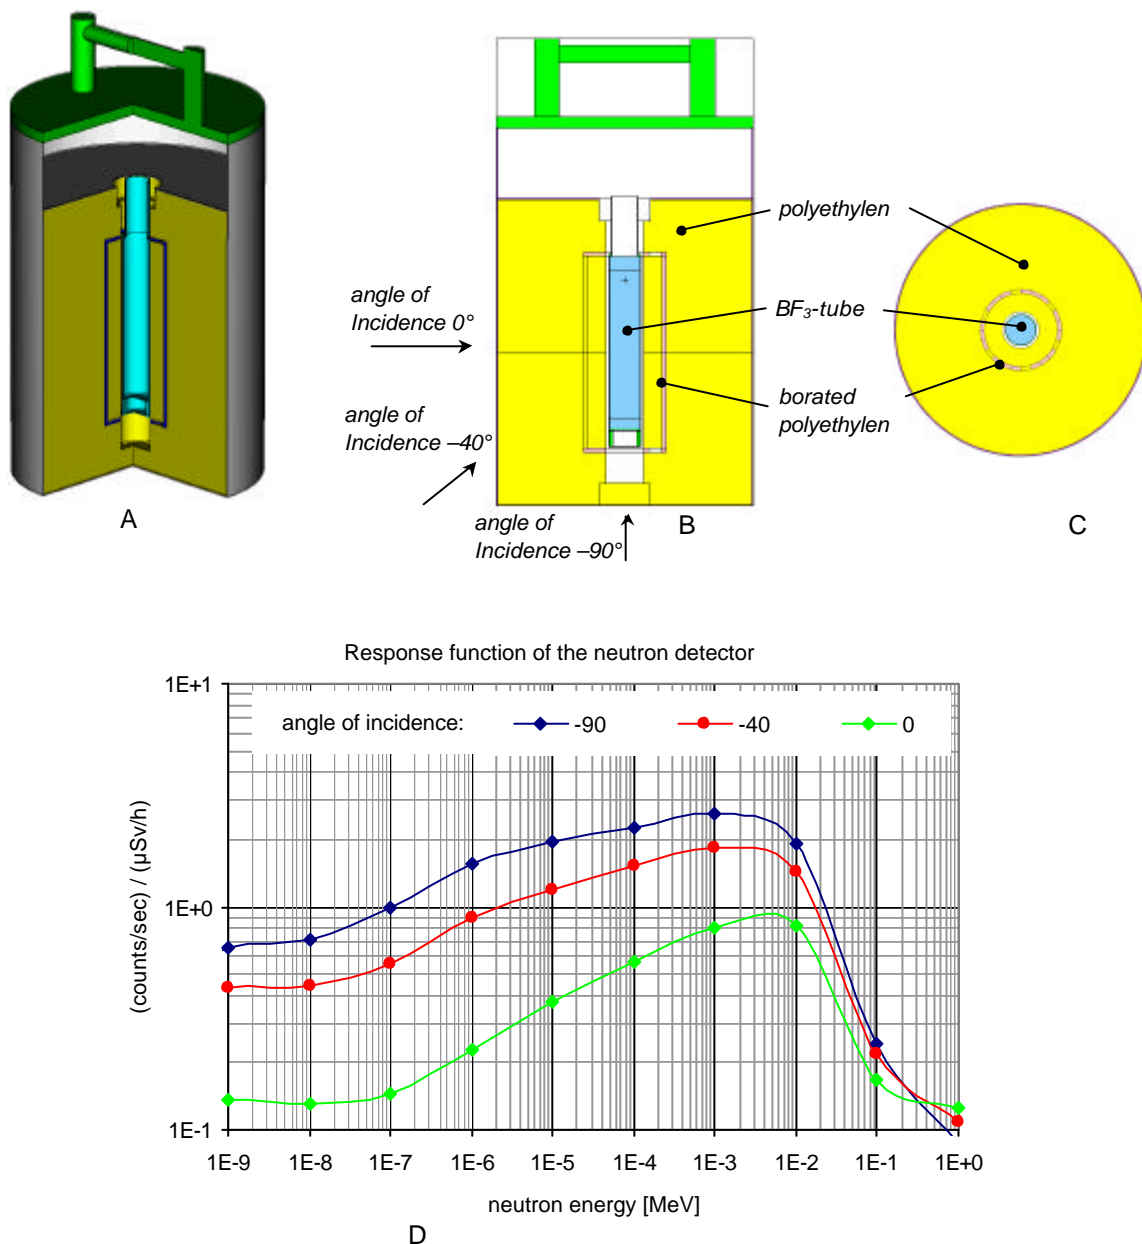 polyethylen
angle of
Incidence 0°
BF₃-tube
angle of
Incidence –40°
borated
polyethylen
A
angle of
Incidence –90°
B
C
Response function of the neutron detector
1E+1
angle of incidence: -90 -40 0
(counts/sec) / (µSv/h)
1E+0
1E-1
1E-9 1E-8 1E-7 1E-6 1E-5 1E-4 1E-3 1E-2 1E-1 1E+0
neutron energy [MeV]
D